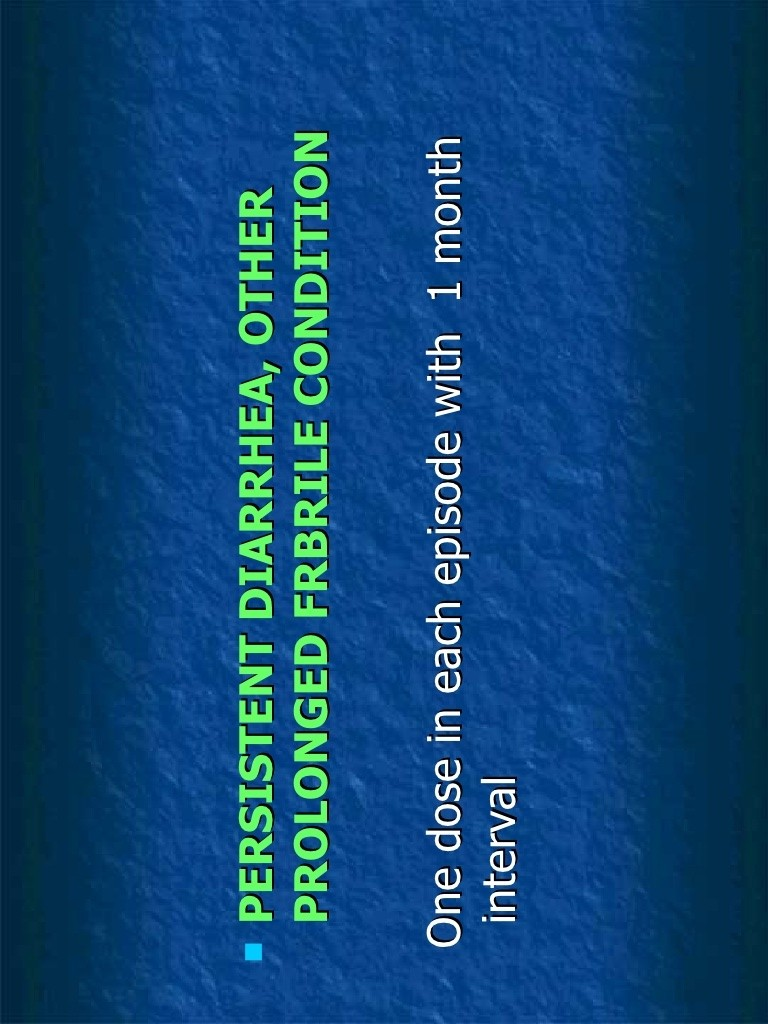 PERSISTENT DIARRHEA, OTHER
PROLONGED FRBRILE CONDITION
One dose in each episode with 1 month
interval